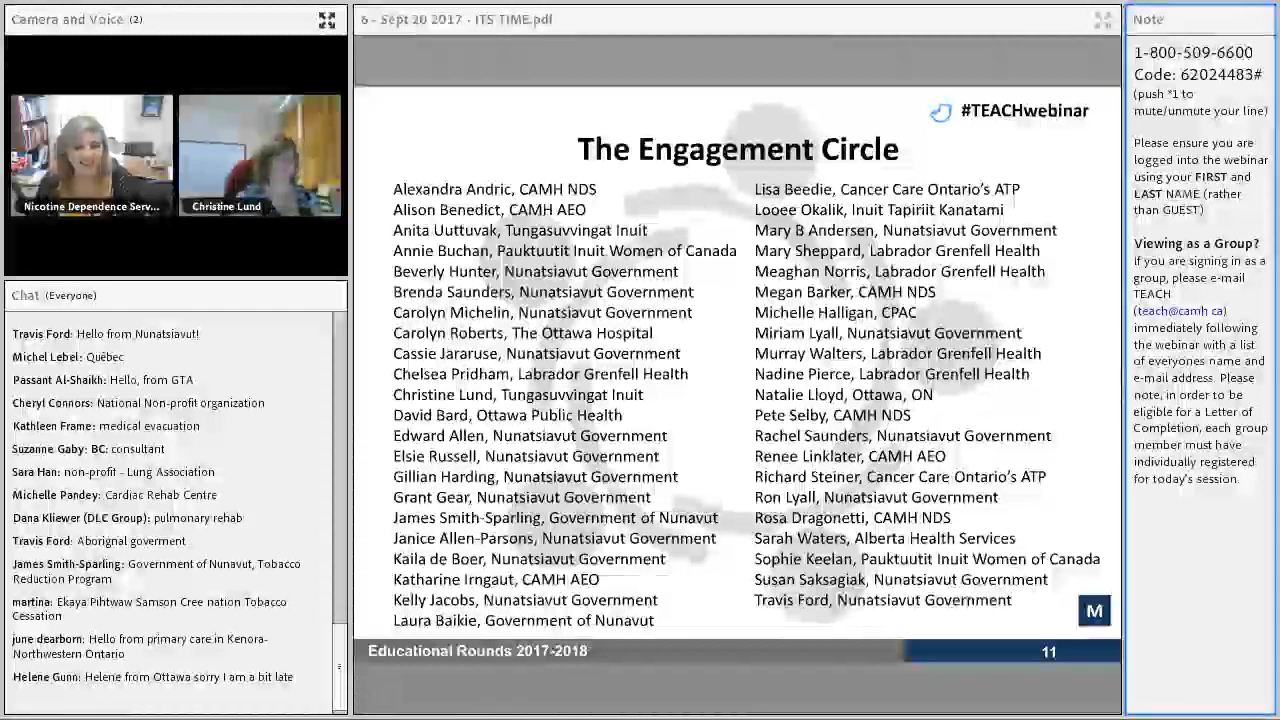 Camera and Voice (2)
Nicotine Dependence Serv...
Christine Lund
Chat (Everyone)
Travis Ford: Hello from Nunatsiavut!
Michel Lebel: Québec
Passant Al-Shaikh: Hello, from GTA
Cheryl Connors: National Non-profit organization
Kathleen Frame: medical evacuation
Suzanne Gaby: BC: consultant
Sara Han: non-profit - Lung Association
Michelle Pandey: Cardiac Rehab Centre
Dana Kliewer (DLC Group): pulmonary rehab
Travis Ford: Aborignal goverment
James Smith-Sparling: Government of Nunavut, Tobacco
Reduction Program
martina: Ekaya Pihtwaw Samson Cree nation Tobacco
Cessation
june dearborn: Hello from primary care in Kenora-
Northwestern Ontario
Helene Gunn: Helene from Ottawa sorry I am a bit late
6 - Sept 20 2017 - ITS TIME.pdf
#TEACHwebinar
The Engagement Circle
Alexandra Andric, CAMH NDS
Alison Benedict, CAMH AEO
Anita Uuttuvak, Tungasuvvingat Inuit
Annie Buchan, Pauktuutit Inuit Women of Canada
Beverly Hunter, Nunatsiavut Government
Brenda Saunders, Nunatsiavut Government
Carolyn Michelin, Nunatsiavut Government
Carolyn Roberts, The Ottawa Hospital
Cassie Jararuse, Nunatsiavut Government
Chelsea Pridham, Labrador Grenfell Health
Christine Lund, Tungasuvvingat Inuit
David Bard, Ottawa Public Health
Edward Allen, Nunatsiavut Government
Elsie Russell, Nunatsiavut Government
Gillian Harding, Nunatsiavut Government
Grant Gear, Nunatsiavut Government
James Smith-Sparling, Government of Nunavut
Janice Allen-Parsons, Nunatsiavut Government
Kaila de Boer, Nunatsiavut Government
Katharine Irngaut, CAMH AEO
Kelly Jacobs, Nunatsiavut Government
Laura Baikie, Government of Nunavut
Lisa Beedie, Cancer Care Ontario's ATP
Looee Okalik, Inuit Tapiriit Kanatami
Mary B Andersen, Nunatsiavut Government
Mary Sheppard, Labrador Grenfell Health
Meaghan Norris, Labrador Grenfell Health
Megan Barker, CAMH NDS
Michelle Halligan, CPAC
Miriam Lyall, Nunatsiavut Government
Murray Walters, Labrador Grenfell Health
Nadine Pierce, Labrador Grenfell Health
Natalie Lloyd, Ottawa, ON
Pete Selby, CAMH NDS
Rachel Saunders, Nunatsiavut Government
Renee Linklater, CAMH AEO
Richard Steiner, Cancer Care Ontario's ATP
Ron Lyall, Nunatsiavut Government
Rosa Dragonetti, CAMH NDS
Sarah Waters, Alberta Health Services
Sophie Keelan, Pauktuutit Inuit Women of Canada
Susan Saksagiak, Nunatsiavut Government
Travis Ford, Nunatsiavut Government
M
Educational Rounds 2017-2018
11
Note
1-800-509-6600
Code: 62024483#
(push *1 to
mute/unmute your line)
Please ensure you are
logged into the webinar
using your FIRST and
LAST NAME (rather
than GUEST)
Viewing as a Group?
If you are signing in as a
group, please e-mail
TEACH
(teach@camh ca)
immediately following
the webinar with a list
of everyones name and
e-mail address. Please
note, in order to be
eligible for a Letter of
Completion, each group
member must have
individually registered
for today's session.